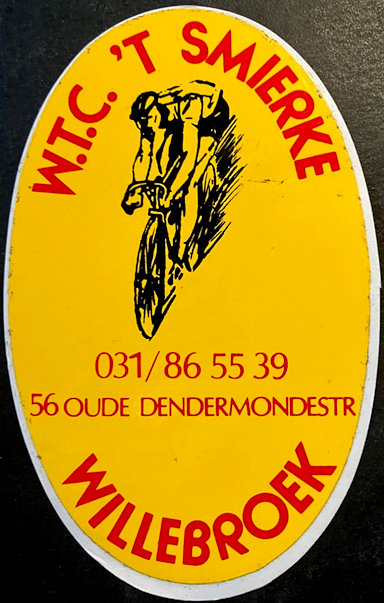 W.T.C. 'T SMIERKE
031/86 55 39
56 OUDE DENDERMONDESTR
WILLEBROEK